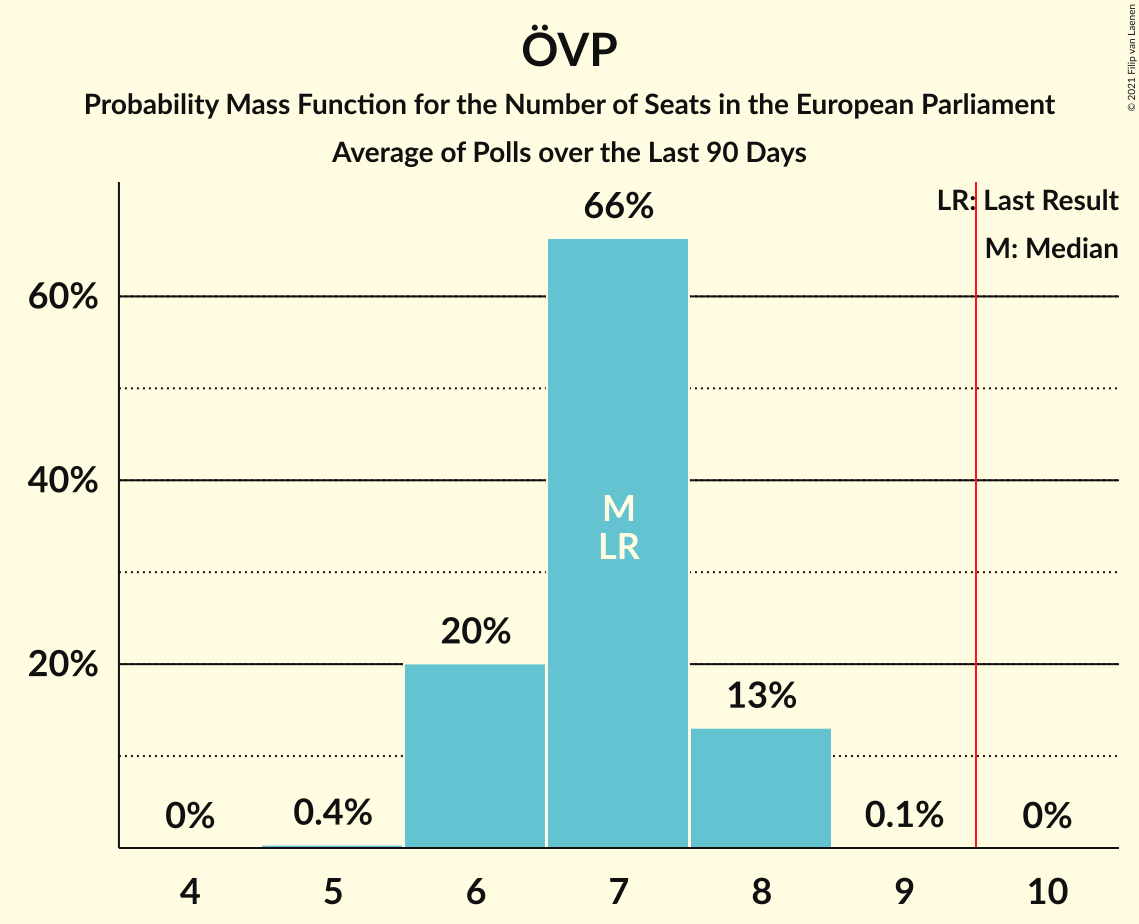 ÖVP
Probability Mass Function for the Number of Seats in the European Parliament
Average of Polls over the Last 90 Days
© 2021 Filip van Laenen
LR: Last Result
M: Median
66%
60%
40%
M
LR
20%
20%
13%
0%
0.4%
0.1%
0%
4
5
6
7
8
9
10